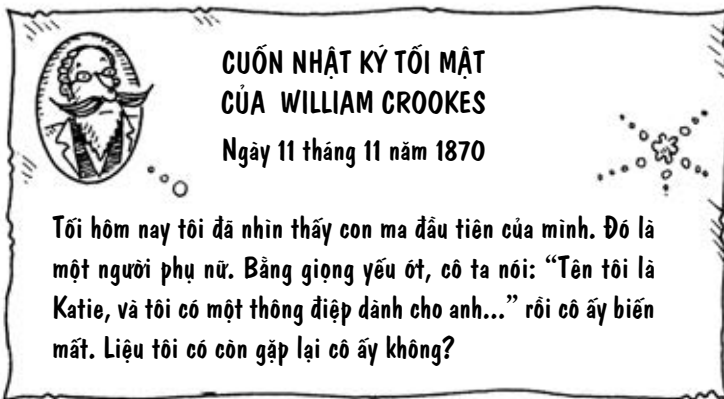 CUỐN NHẬT KÝ TỐI MẬT
CỦA WILLIAM CROOKES
Ngày 11 tháng 11 năm 1870
Tối hôm nay tôi đã nhìn thấy con ma đầu tiên của mình. Đó là
một người phụ nữ. Bằng giọng yếu ớt, cô ta nói: “Tên tôi là
Katie, và tôi có một thông điệp dành cho anh...” rồi cô ấy biến
mất. Liệu tôi có còn gặp lại cô ấy không?